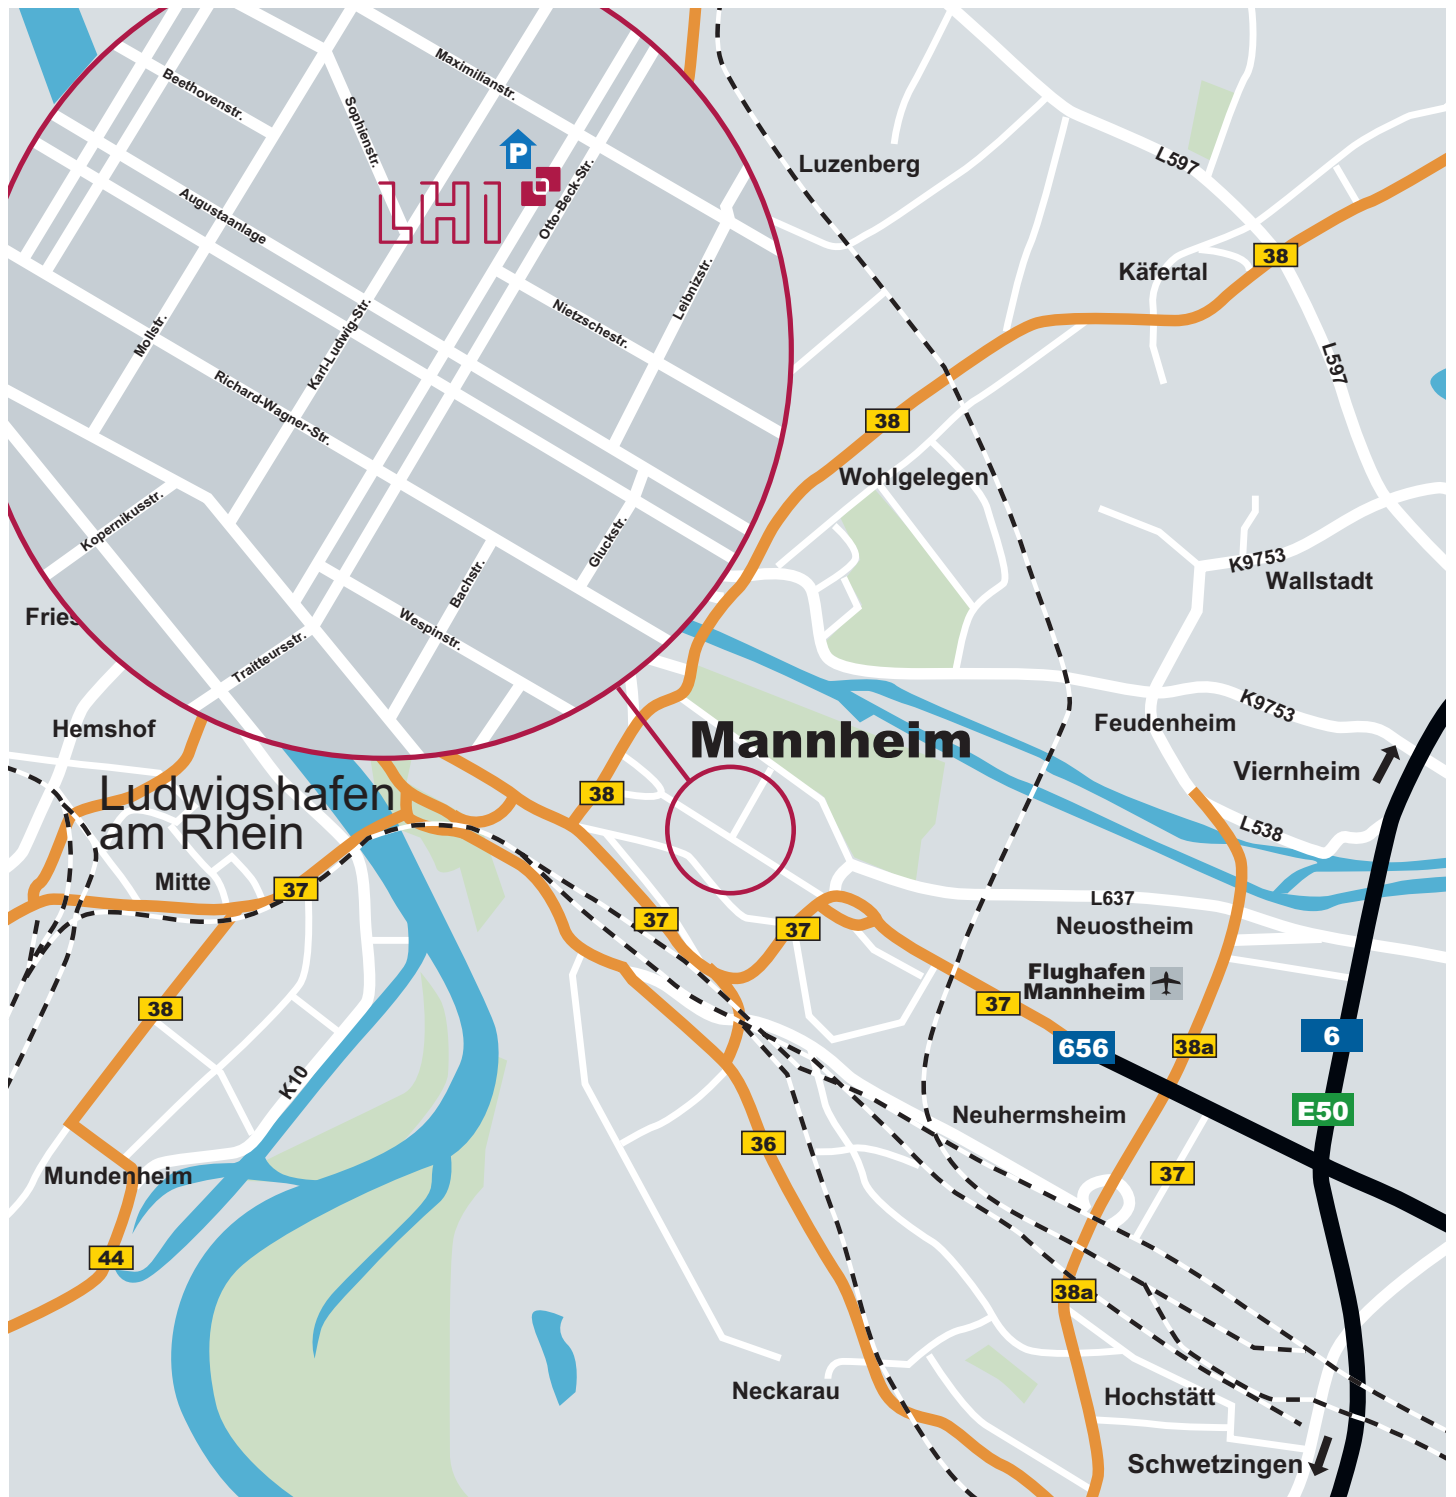 Maximilianstr.
Beethovenstr.
Sophienstr.
P
Otto-Beck-Str.
LHI
Augustaanlage
Leibnizstr.
Nietzschestr.
Mollstr.
Karl-Ludwig-Str.
Richard-Wagner-Str.
Kopernikusstr.
Gluckstr.
Bachstr.
Wespinstr.
Traitteursstr.
Luzenberg
L597
38
Käfertal
L597
38
Wohlgelegen
K9753
Wallstadt
Fries
Hemshof
Mannheim
Feudenheim
K9753
Viernheim
Ludwigshafen
am Rhein
38
L538
Mitte
37
37
37
L637
Neuostheim
Flughafen
Mannheim
37
38
656
38a
6
K10
E50
Neuhermsheim
36
37
Mundenheim
44
38a
Neckarau
Hochstätt
Schwetzingen